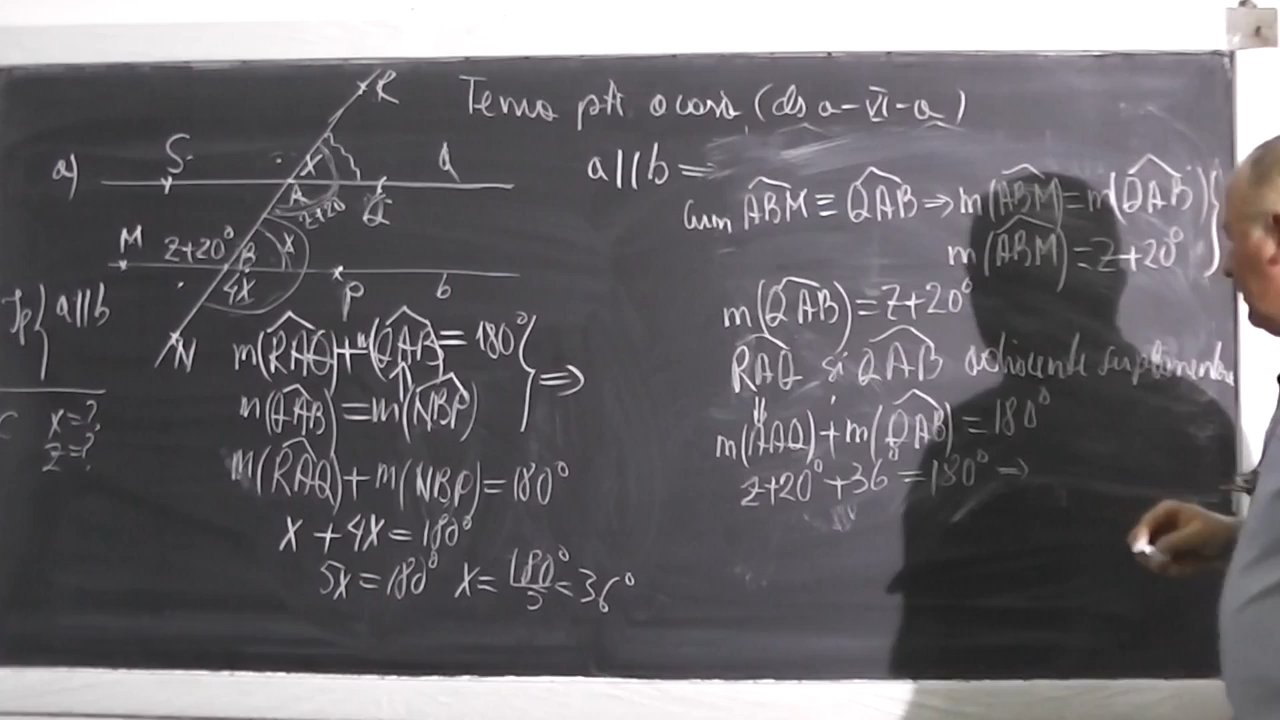 Tema pt. acasă (cls a-VI-a)
a)
S
R
x
a
A
Q
z+20
M
z+20°
B
x
4x
P
b
N
Ip { a||b
C x=?
z=?
m(RAQ)+m(QAB)=180° } ⇒
m(QAB)=m(NBP)
m(RAQ)+m(NBP)=180°
x+4x=180°
5x=180° x=180°/5=36°
a||b ⇒
cum ABM≡QAB⇒m(ABM)=m(QAB) }
m(ABM)=z+20°
m(QAB)=z+20°
RAQ și QAB adiacente suplementare
m(RAQ)+m(QAB)=180°
z+20°+36°=180° ⇒